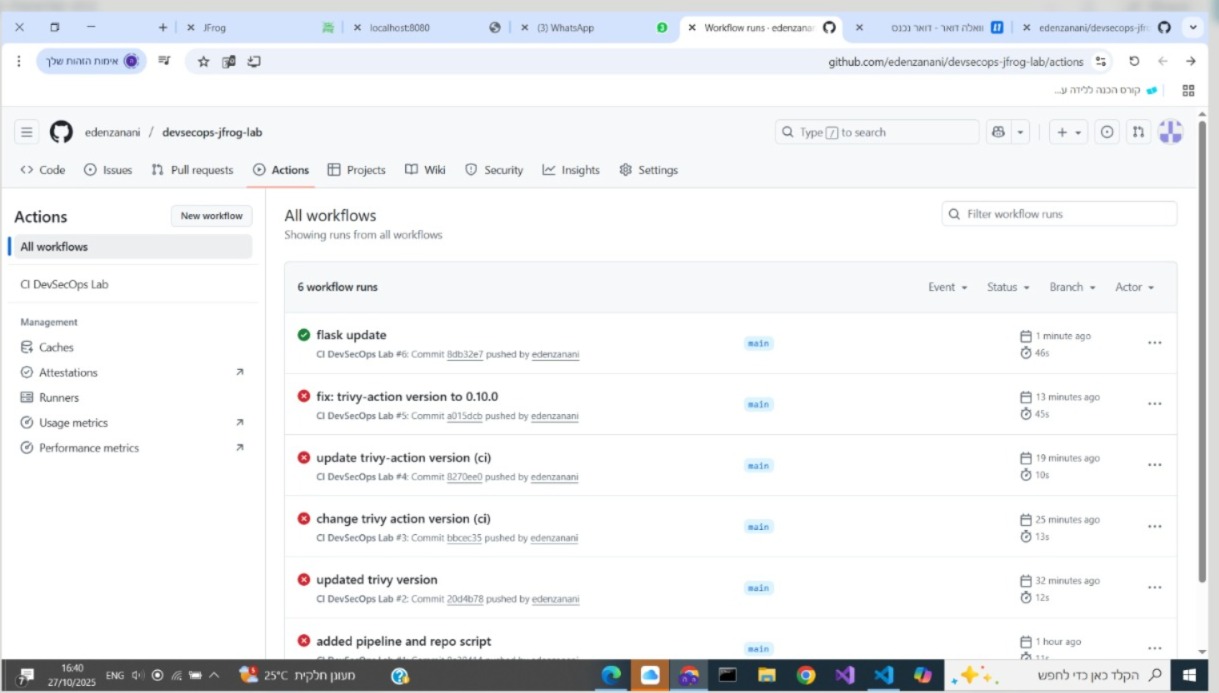 JFrog
localhost:8080
(3) WhatsApp
Workflow runs · edenzanan
וואלה דואר - דואר נכנס
edenzanani/devsecops-jfr
אימות הזהות שלך
github.com/edenzanani/devsecops-jfrog-lab/actions
קורס הכנה ללידה ע...
edenzanani / devsecops-jfrog-lab
Type / to search
Code
Issues
Pull requests
Actions
Projects
Wiki
Security
Insights
Settings
Actions
New workflow
All workflows
CI DevSecOps Lab
Management
Caches
Attestations
Runners
Usage metrics
Performance metrics
All workflows
Showing runs from all workflows
Filter workflow runs
6 workflow runs
Event
Status
Branch
Actor
flask update
CI DevSecOps Lab #6: Commit 8db32e7 pushed by edenzanani
main
1 minute ago
46s
fix: trivy-action version to 0.10.0
CI DevSecOps Lab #5: Commit a015dcb pushed by edenzanani
main
13 minutes ago
45s
update trivy-action version (ci)
CI DevSecOps Lab #4: Commit 8270ee0 pushed by edenzanani
main
19 minutes ago
10s
change trivy action version (ci)
CI DevSecOps Lab #3: Commit bbcec35 pushed by edenzanani
main
25 minutes ago
13s
updated trivy version
CI DevSecOps Lab #2: Commit 20d4b78 pushed by edenzanani
main
32 minutes ago
12s
added pipeline and repo script
main
1 hour ago
16:40
27/10/2025
ENG
25°C מעונן חלקית
הקלד כאן כדי לחפש